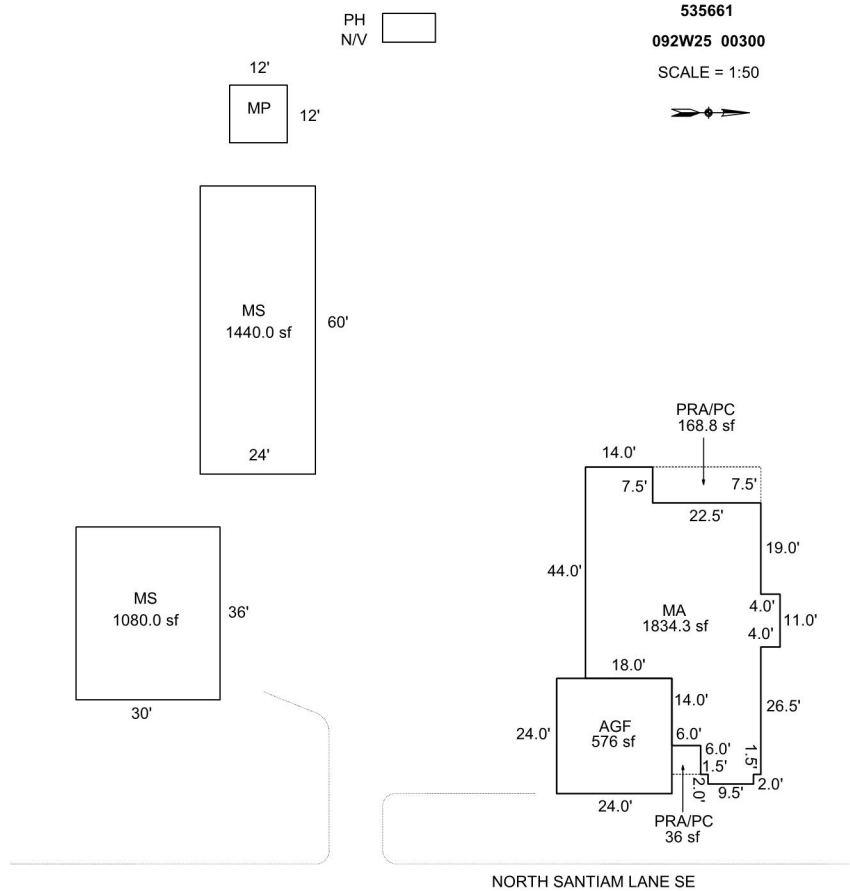 535661
PH
N/V
092W25 00300
SCALE = 1:50
12'
MP
12'
MS
1440.0 sf
60'
24'
PRA/PC
168.8 sf
14.0'
7.5'
7.5'
22.5'
19.0'
44.0'
4.0'
11.0'
MA
1834.3 sf
4.0'
MS
1080.0 sf
36'
30'
18.0'
14.0'
26.5'
AGF
576 sf
24.0'
6.0'
6.0'
1.5'
1.5'
2.0'
2.0'
9.5'
24.0'
PRA/PC
36 sf
NORTH SANTIAM LANE SE